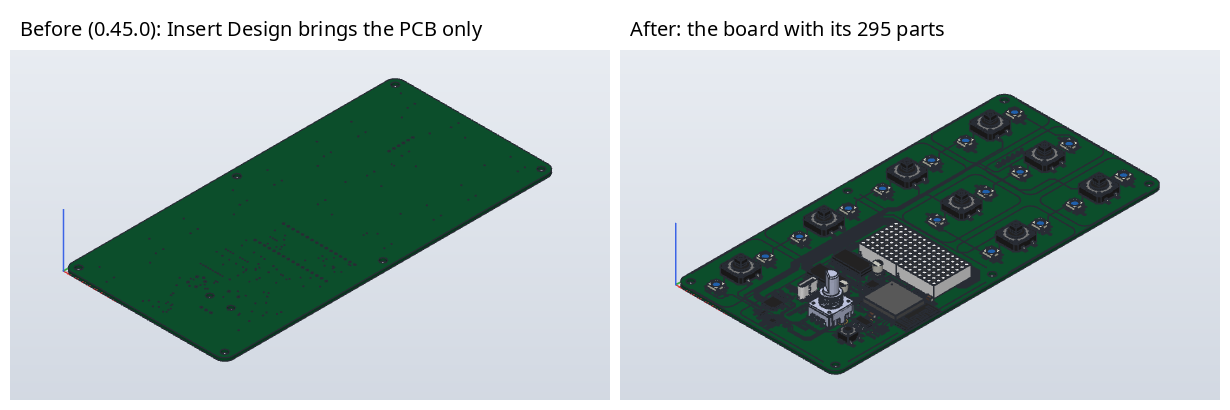 Before (0.45.0): Insert Design brings the PCB only
After: the board with its 295 parts